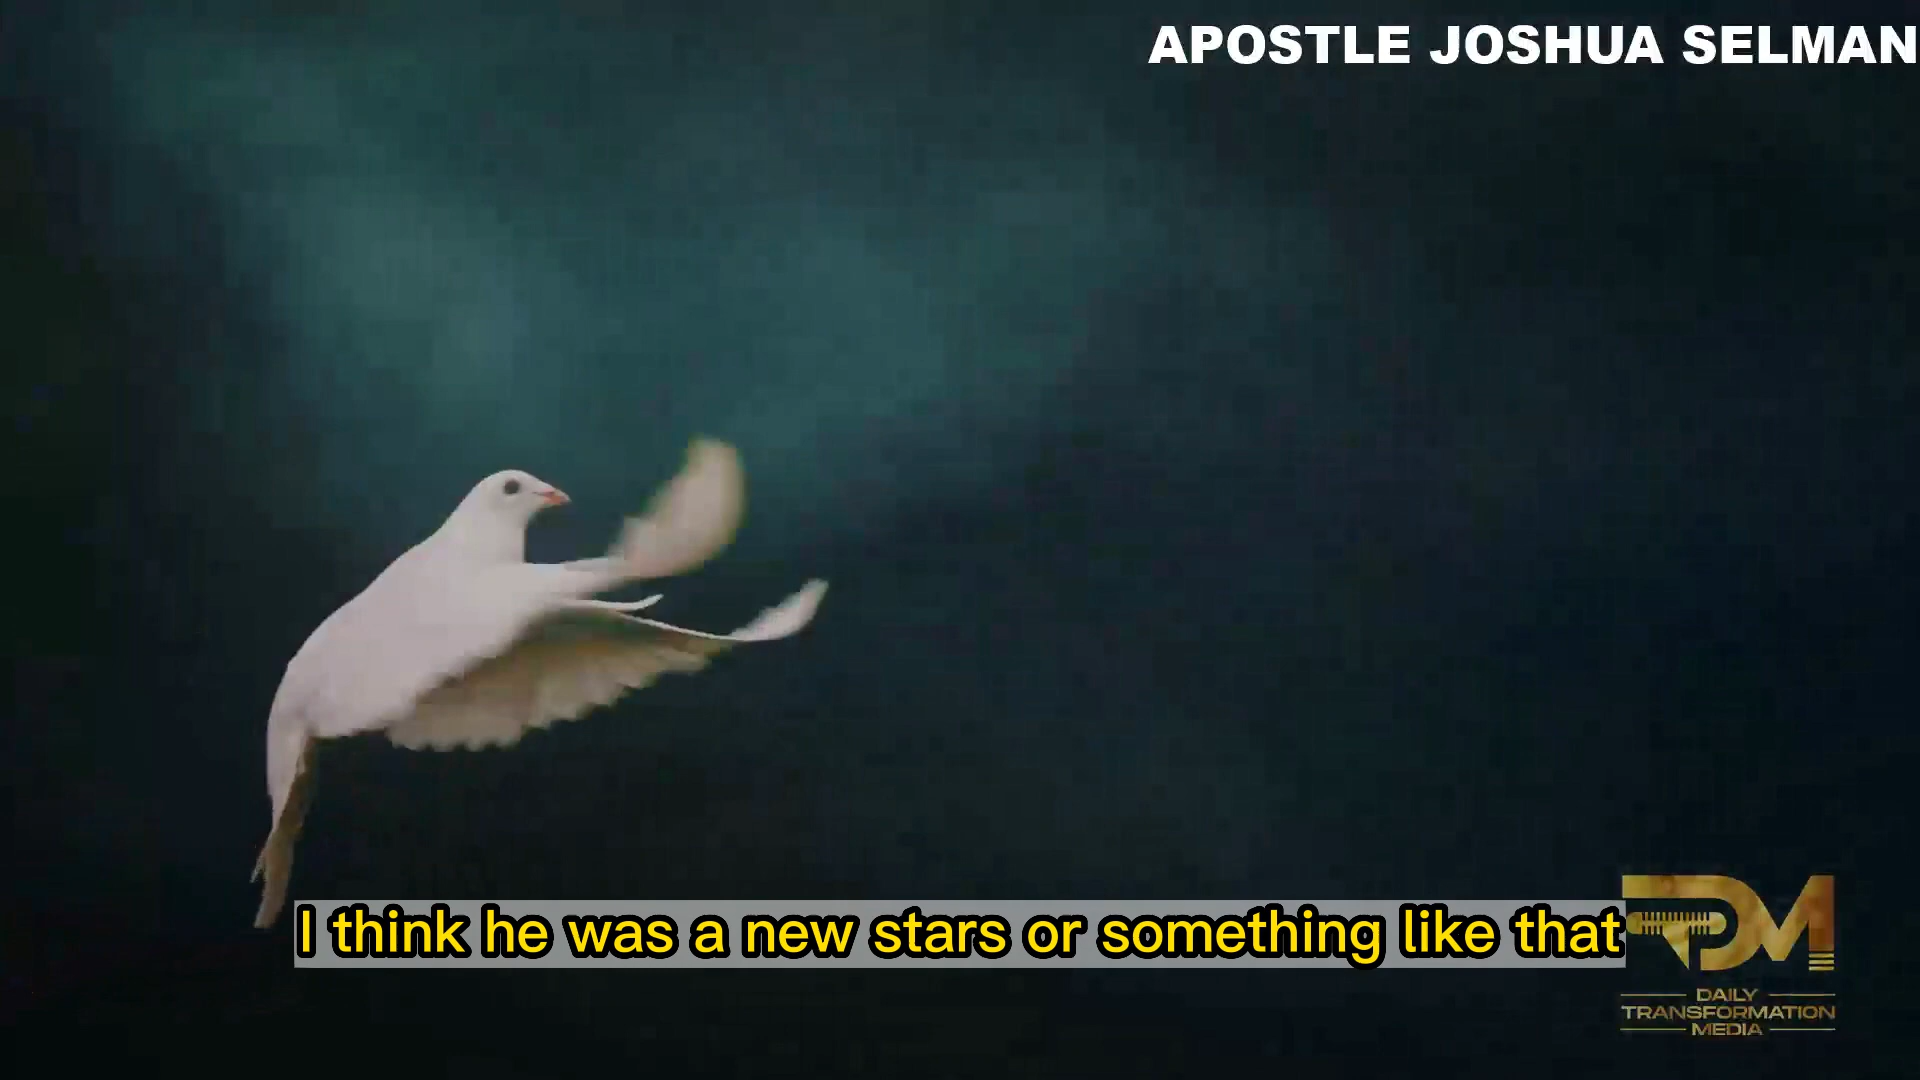 APOSTLE JOSHUA SELMAN
I think he was a new stars or something like that
DAILY
TRANSFORMATION
MEDIA